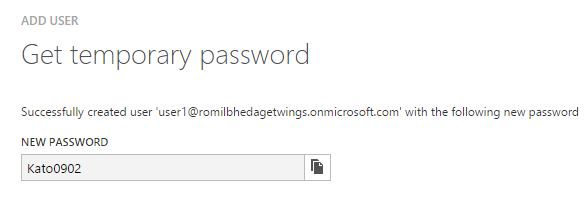 ADD USER
Get temporary password
Successfully created user 'user1@romilbhedagetwings.onmicrosoft.com' with the following new password
NEW PASSWORD
Kato0902